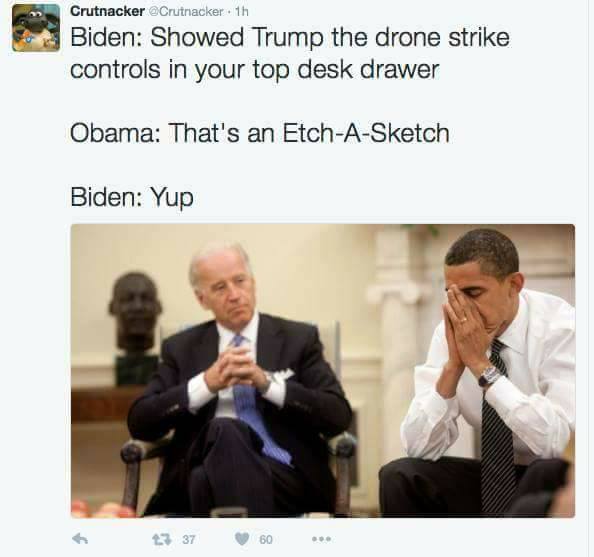 Crutnacker @Crutnacker · 1h
Biden: Showed Trump the drone strike
controls in your top desk drawer
Obama: That's an Etch-A-Sketch
Biden: Yup
37
60